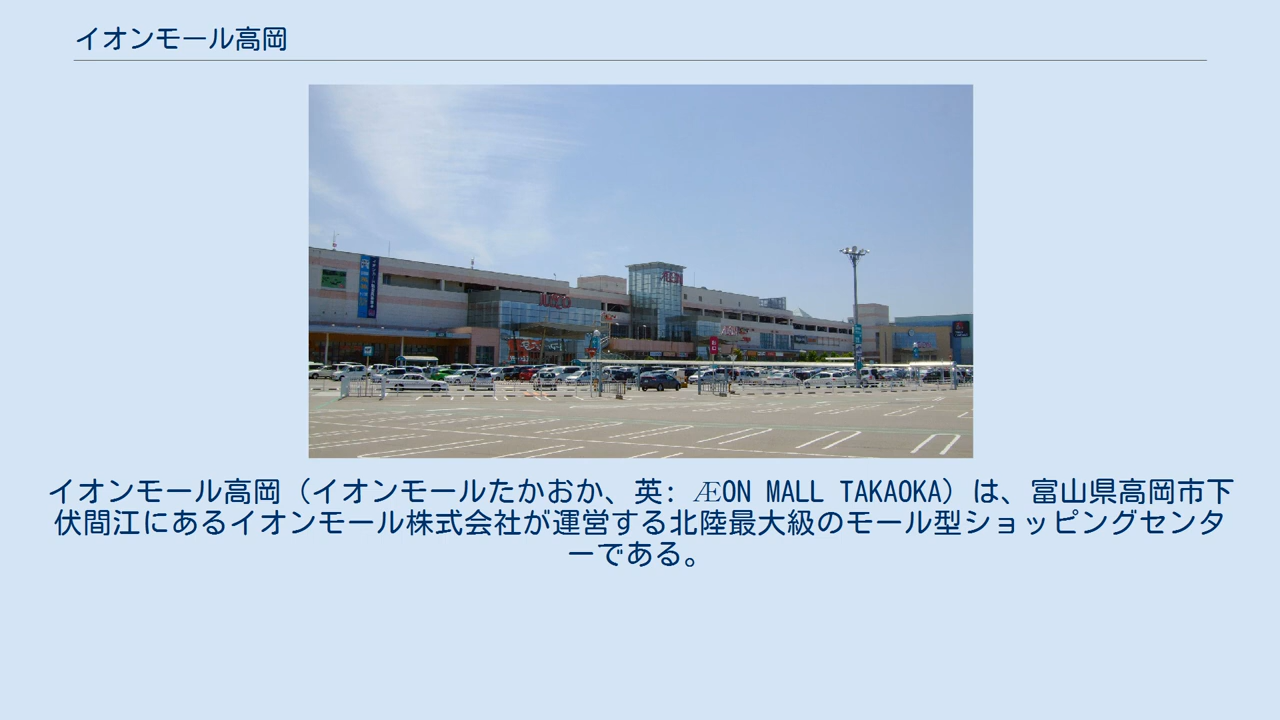 イオンモール高岡
イオンモール高岡（イオンモールたかおか、英: ÆON MALL TAKAOKA）は、富山県高岡市下
伏間江にあるイオンモール株式会社が運営する北陸最大級のモール型ショッピングセンタ
ーである。